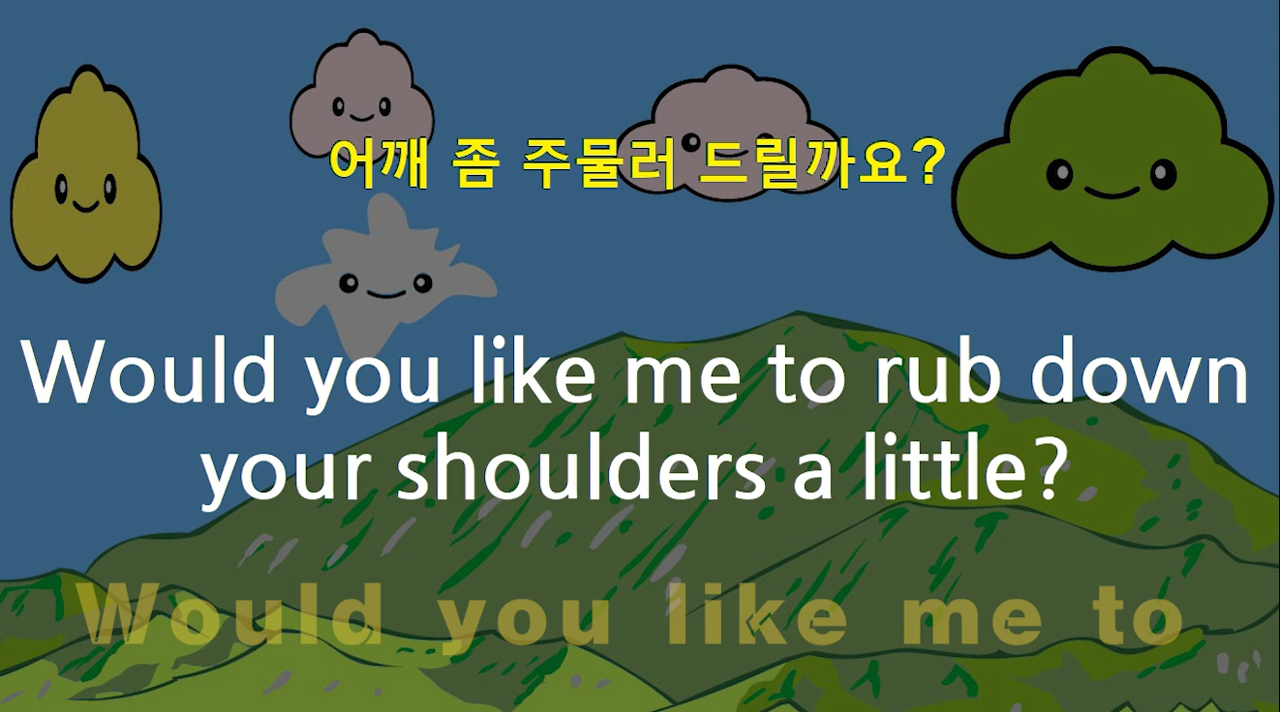 어깨 좀 주물러 드릴까요?
Would you like me to rub down
your shoulders a little?
Would you like me to